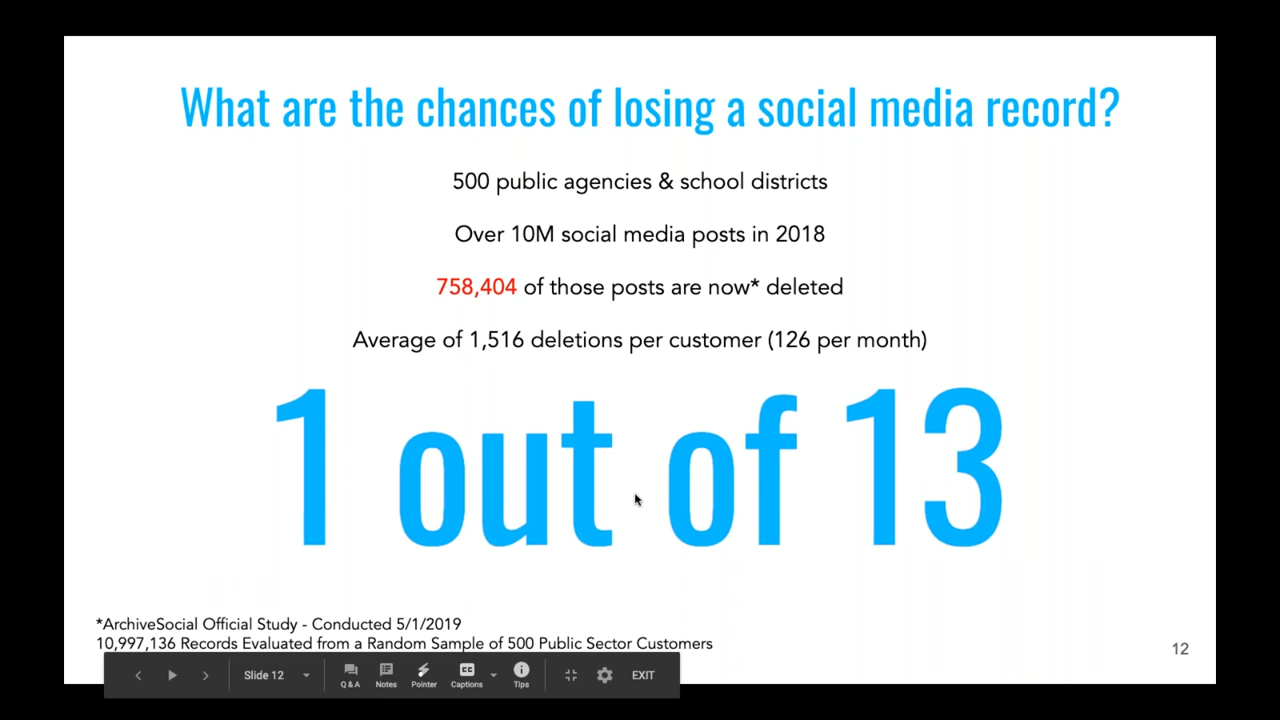 What are the chances of losing a social media record?
500 public agencies & school districts
Over 10M social media posts in 2018
758,404 of those posts are now* deleted
Average of 1,516 deletions per customer (126 per month)
1 out of 13
*ArchiveSocial Official Study - Conducted 5/1/2019
10,997,136 Records Evaluated from a Random Sample of 500 Public Sector Customers
12
Slide 12
Q&A Notes Pointer Captions Tips
EXIT